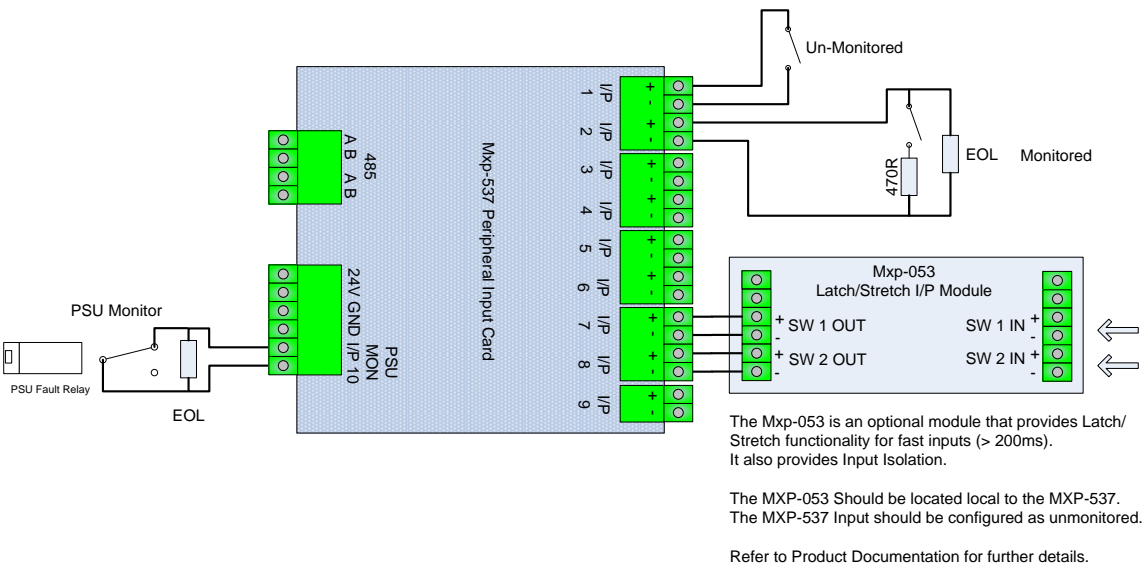 Un-Monitored
I/P 1 + -
I/P 2 + -
I/P 3 + -
I/P 4 + -
I/P 5 + -
I/P 6 + -
I/P 7 + -
I/P 8 + -
I/P 9 + -
A B A B
485
Mxp-537 Peripheral Input Card
470R
EOL
Monitored
24V GND I/P 10
PSU
MON
PSU Monitor
PSU Fault Relay
EOL
Mxp-053
Latch/Stretch I/P Module
+ SW 1 OUT
-
+ SW 2 OUT
-
SW 1 IN +
-
SW 2 IN +
-
The Mxp-053 is an optional module that provides Latch/
Stretch functionality for fast inputs (> 200ms).
It also provides Input Isolation.
The MXP-053 Should be located local to the MXP-537.
The MXP-537 Input should be configured as unmonitored.
Refer to Product Documentation for further details.